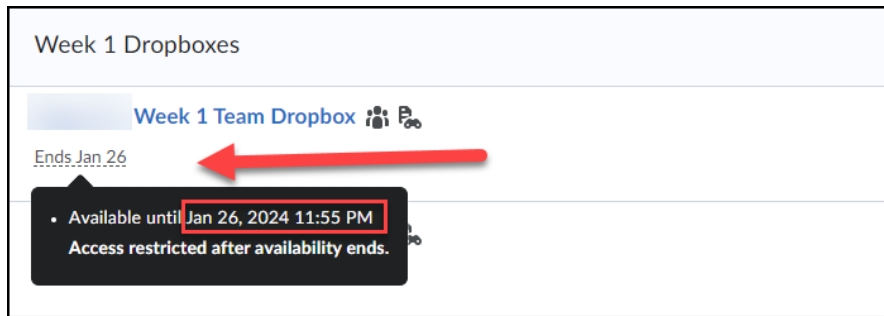 Week 1 Dropboxes
Week 1 Team Dropbox
Ends Jan 26
• Available until Jan 26, 2024 11:55 PM
Access restricted after availability ends.